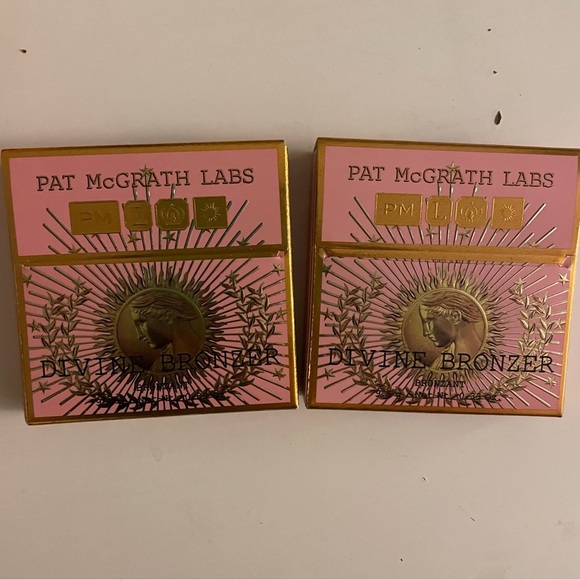 PAT McGRATH LABS
PM L
DIVINE BRONZER
PAT McGRATH LABS
PM L
DIVINE BRONZER
BRONZANT